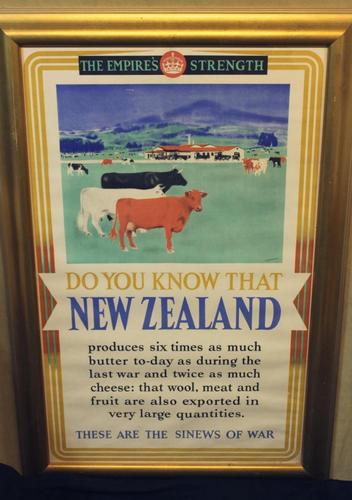 THE EMPIRE'S STRENGTH
DO YOU KNOW THAT
NEW ZEALAND
produces six times as much
butter to-day as during the
last war and twice as much
cheese: that wool, meat and
fruit are also exported in
very large quantities.
THESE ARE THE SINEWS OF WAR